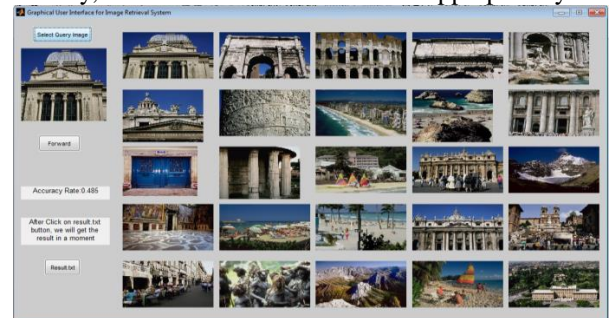 Graphical User Interface for Image Retrieval System
Select Query Image
Forward
Accuracy Rate 0.485
After Click on result.txt
button, we will get the
result in a moment
Result.txt